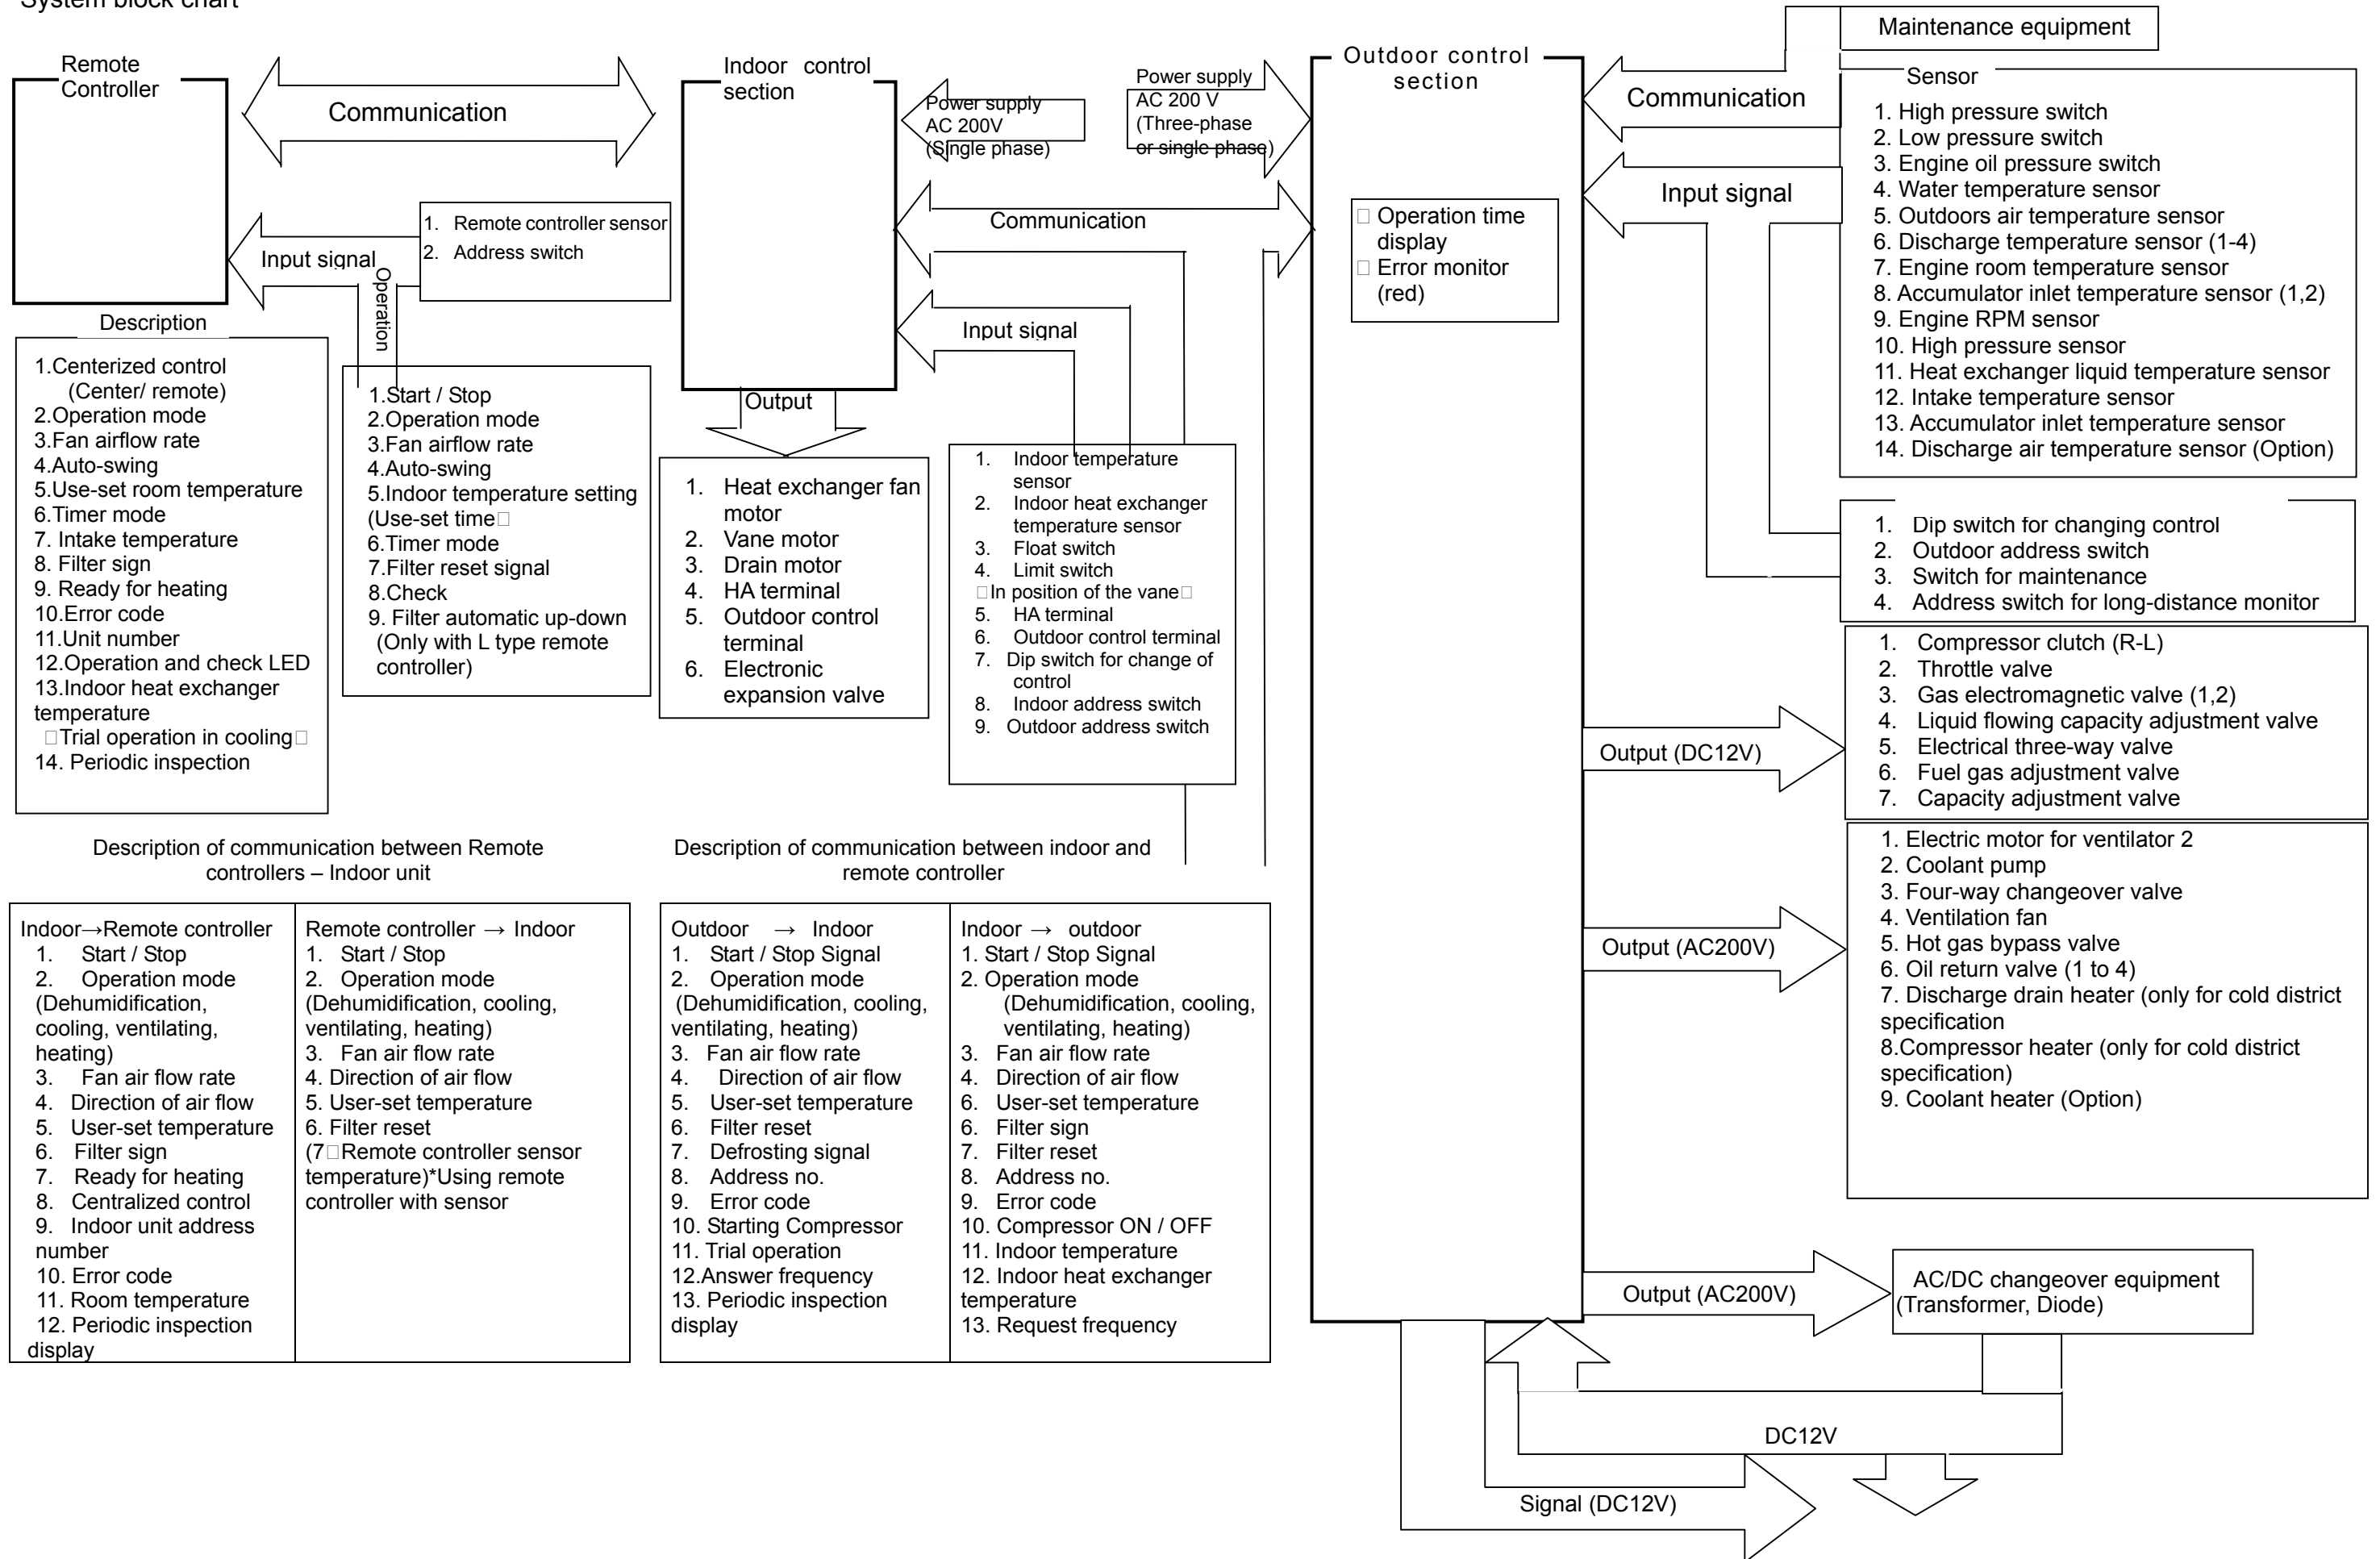 System block chart
Remote
Controller
Communication
Indoor control
section
Power supply
AC 200V
(Single phase)
Power supply
AC 200 V
(Three-phase
or single phase)
Outdoor control
section
Maintenance equipment
Communication
Input signal
1. Remote controller sensor
2. Address switch
Input signal
Operation
Communication
Input signal
□ Operation time
display
□ Error monitor
(red)
Sensor
1. High pressure switch
2. Low pressure switch
3. Engine oil pressure switch
4. Water temperature sensor
5. Outdoors air temperature sensor
6. Discharge temperature sensor (1-4)
7. Engine room temperature sensor
8. Accumulator inlet temperature sensor (1,2)
9. Engine RPM sensor
10. High pressure sensor
11. Heat exchanger liquid temperature sensor
12. Intake temperature sensor
13. Accumulator inlet temperature sensor
14. Discharge air temperature sensor (Option)
Description
1.Centerized control
(Center/ remote)
2.Operation mode
3.Fan airflow rate
4.Auto-swing
5.Use-set room temperature
6.Timer mode
7. Intake temperature
8. Filter sign
9. Ready for heating
10.Error code
11.Unit number
12.Operation and check LED
13.Indoor heat exchanger
temperature
□Trial operation in cooling□
14. Periodic inspection
1.Start / Stop
2.Operation mode
3.Fan airflow rate
4.Auto-swing
5.Indoor temperature setting
(Use-set time□
6.Timer mode
7.Filter reset signal
8.Check
9. Filter automatic up-down
(Only with L type remote
controller)
Output
1. Heat exchanger fan
motor
2. Vane motor
3. Drain motor
4. HA terminal
5. Outdoor control
terminal
6. Electronic
expansion valve
1. Indoor temperature
sensor
2. Indoor heat exchanger
temperature sensor
3. Float switch
4. Limit switch
□In position of the vane□
5. HA terminal
6. Outdoor control terminal
7. Dip switch for change of
control
8. Indoor address switch
9. Outdoor address switch
1. Dip switch for changing control
2. Outdoor address switch
3. Switch for maintenance
4. Address switch for long-distance monitor
Output (DC12V)
1. Compressor clutch (R-L)
2. Throttle valve
3. Gas electromagnetic valve (1,2)
4. Liquid flowing capacity adjustment valve
5. Electrical three-way valve
6. Fuel gas adjustment valve
7. Capacity adjustment valve
Output (AC200V)
1. Electric motor for ventilator 2
2. Coolant pump
3. Four-way changeover valve
4. Ventilation fan
5. Hot gas bypass valve
6. Oil return valve (1 to 4)
7. Discharge drain heater (only for cold district
specification
8.Compressor heater (only for cold district
specification)
9. Coolant heater (Option)
Description of communication between Remote
controllers – Indoor unit
Indoor→Remote controller
1. Start / Stop
2. Operation mode
(Dehumidification,
cooling, ventilating,
heating)
3. Fan air flow rate
4. Direction of air flow
5. User-set temperature
6. Filter sign
7. Ready for heating
8. Centralized control
9. Indoor unit address
number
10. Error code
11. Room temperature
12. Periodic inspection
display
Remote controller → Indoor
1. Start / Stop
2. Operation mode
(Dehumidification, cooling,
ventilating, heating)
3. Fan air flow rate
4. Direction of air flow
5. User-set temperature
6. Filter reset
(7□Remote controller sensor
temperature)*Using remote
controller with sensor
Description of communication between indoor and
remote controller
Outdoor → Indoor
1. Start / Stop Signal
2. Operation mode
(Dehumidification, cooling,
ventilating, heating)
3. Fan air flow rate
4. Direction of air flow
5. User-set temperature
6. Filter reset
7. Defrosting signal
8. Address no.
9. Error code
10. Starting Compressor
11. Trial operation
12.Answer frequency
13. Periodic inspection
display
Indoor → outdoor
1. Start / Stop Signal
2. Operation mode
(Dehumidification, cooling,
ventilating, heating)
3. Fan air flow rate
4. Direction of air flow
6. User-set temperature
6. Filter sign
7. Filter reset
8. Address no.
9. Error code
10. Compressor ON / OFF
11. Indoor temperature
12. Indoor heat exchanger
temperature
13. Request frequency
Output (AC200V)
AC/DC changeover equipment
(Transformer, Diode)
DC12V
Signal (DC12V)